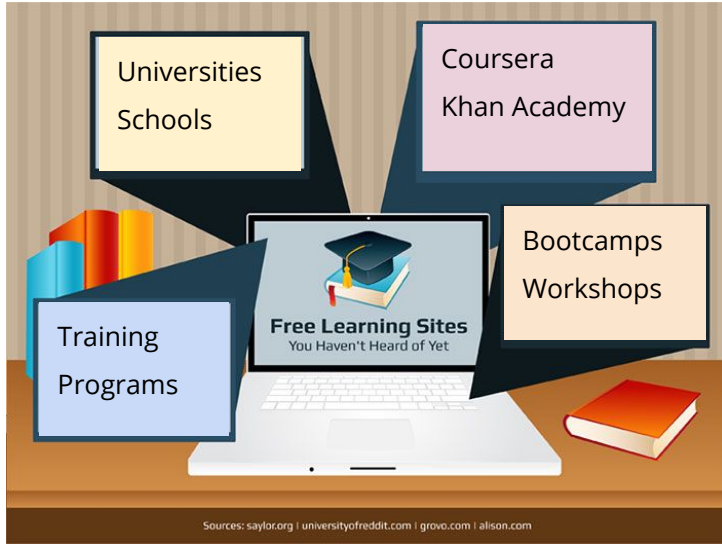 Universities
Schools
Coursera
Khan Academy
Bootcamps
Workshops
Training
Programs
Free Learning Sites
You Haven't Heard of Yet
Sources: saylor.org | universityofreddit.com | grovo.com | alison.com